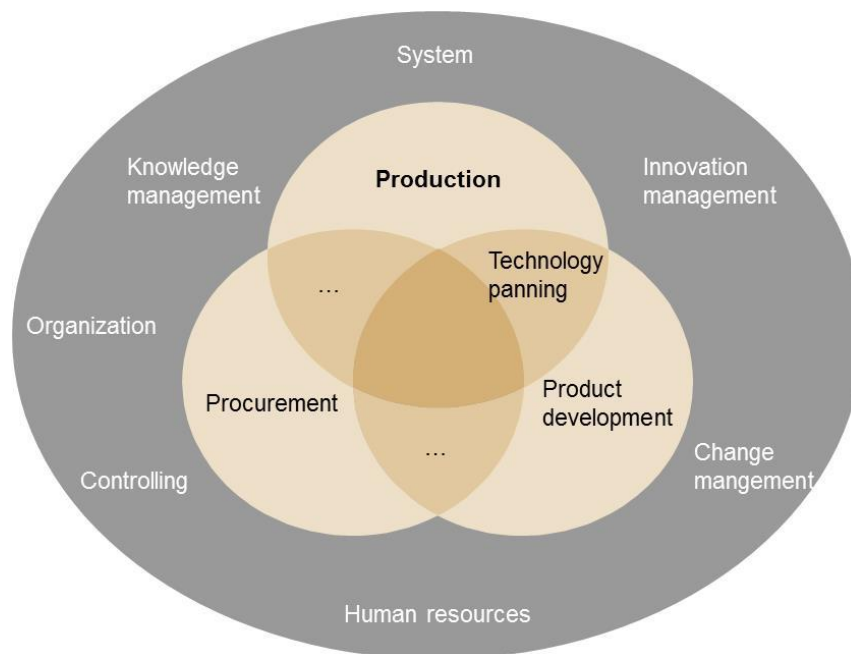 System
Knowledge
management
Innovation
management
Production
Technology
panning
...
Organization
Procurement
Product
development
...
Controlling
Change
mangement
Human resources